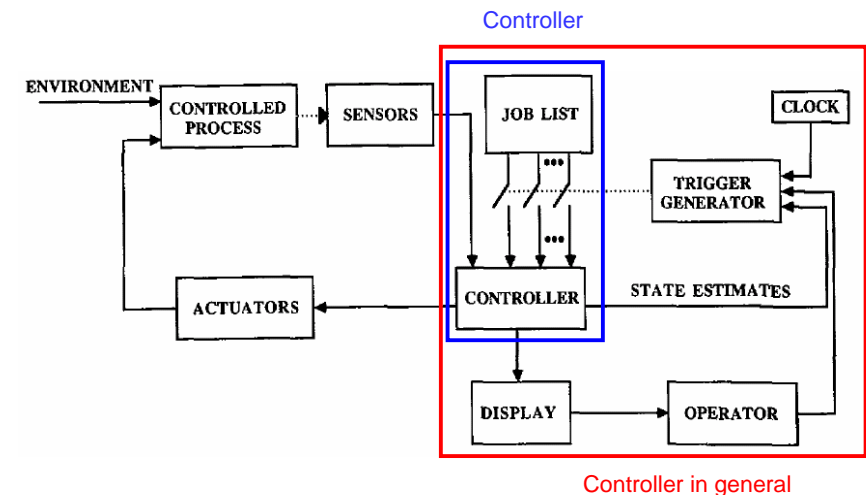 Controller
ENVIRONMENT
CONTROLLED
PROCESS
SENSORS
JOB LIST
CLOCK
•••
TRIGGER
GENERATOR
•••
ACTUATORS
CONTROLLER
STATE ESTIMATES
DISPLAY
OPERATOR
Controller in general